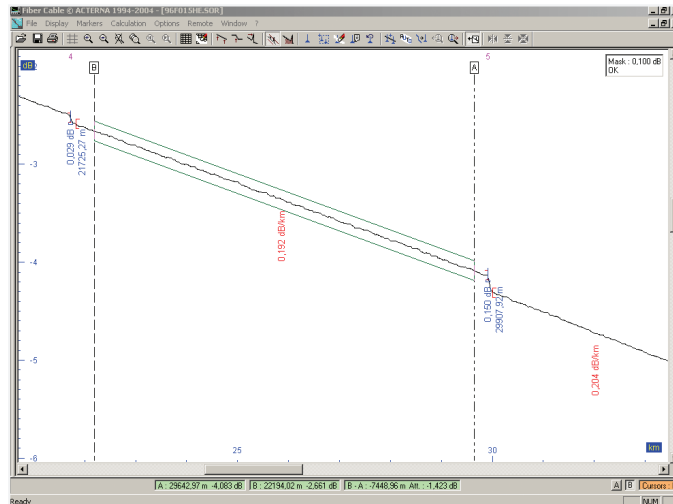 Fiber Cable © ACTERNA 1994-2004 - [96F015HE.SOR]
File Display Markers Calculation Options Remote Window ?
dB
4
B
A
5
Mask : 0,100 dB
OK
-3
-4
-5
-6
0,029 dB
21725,27 m
0,192 dB/km
0,150 dB
29907,92 m
0,204 dB/km
25
30
km
A : 29642,97 m -4,083 dB B : 22194,02 m -2,661 dB B - A : -7448,96 m Att. : -1,423 dB
A B Cursors :
Ready
NUM